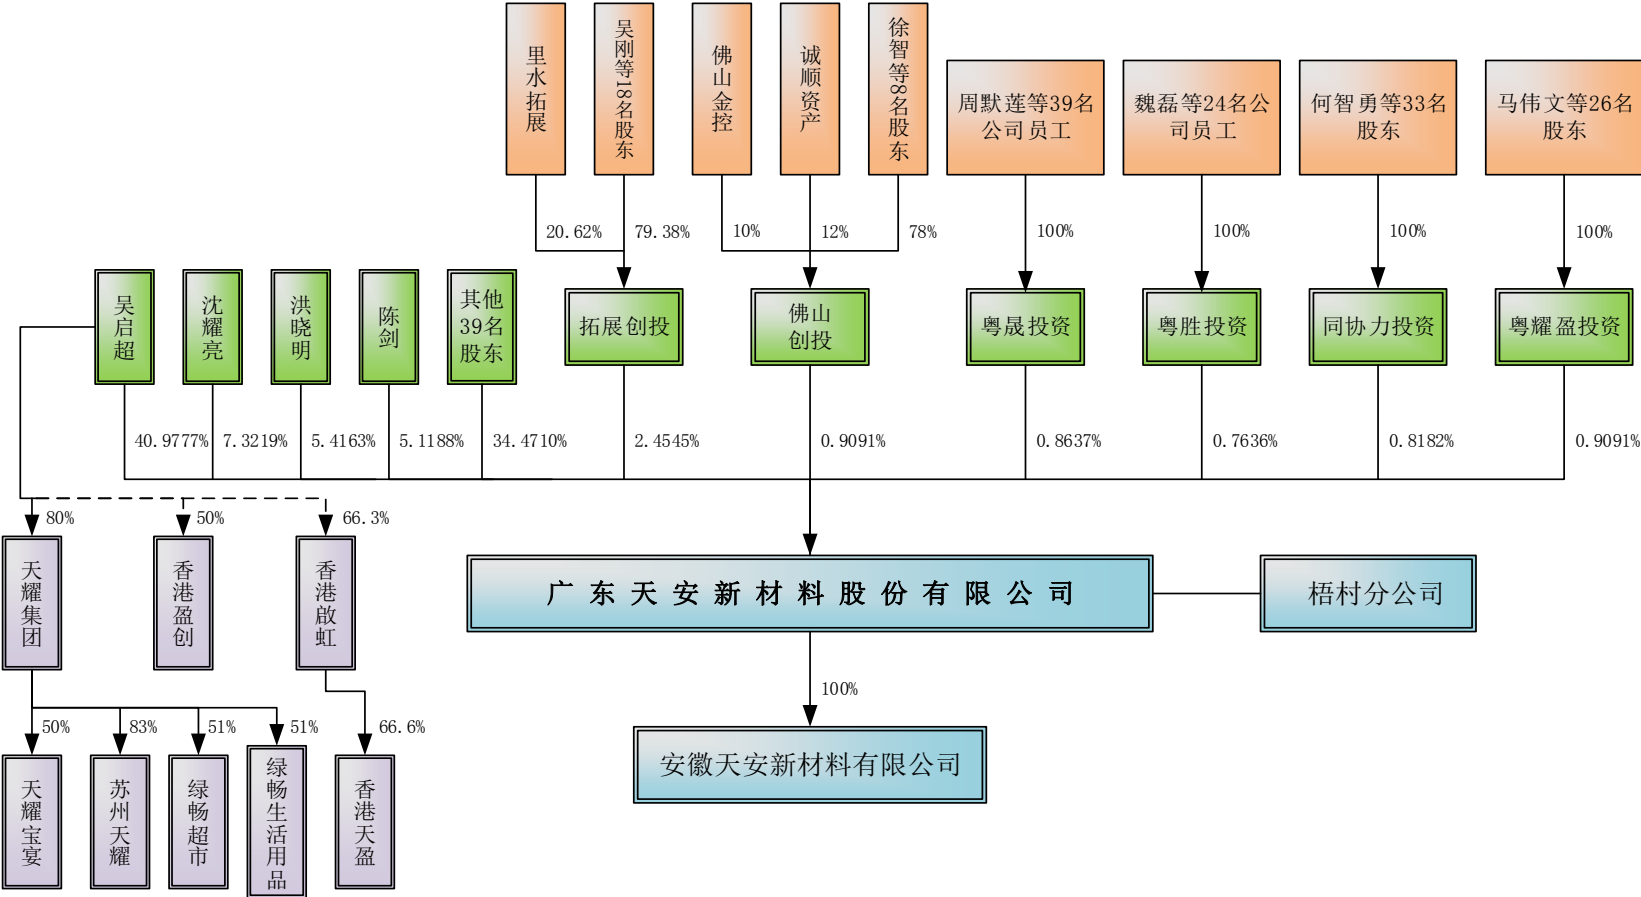 里水拓展
吴刚等18名股东
佛山金控
诚顺资产
徐智等8名股东
周默莲等39名
公司员工
魏磊等24名公
司员工
何智勇等33名
股东
马伟文等26名
股东
20.62%
79.38%
10%
12%
78%
100%
100%
100%
100%
吴启超
沈耀亮
洪晓明
陈剑
其他
39名
股东
拓展创投
佛山
创投
粤晟投资
粤胜投资
同协力投资
粤耀盈投资
40.9777%
7.3219%
5.4163%
5.1188%
34.4710%
2.4545%
0.9091%
0.8637%
0.7636%
0.8182%
0.9091%
80%
50%
66.3%
天耀集团
香港盈创
香港啟虹
广东天安新材料股份有限公司
梧村分公司
100%
50%
83%
51%
51%
66.6%
天耀宝宴
苏州天耀
绿畅超市
绿畅生活用品
香港天盈
安徽天安新材料有限公司